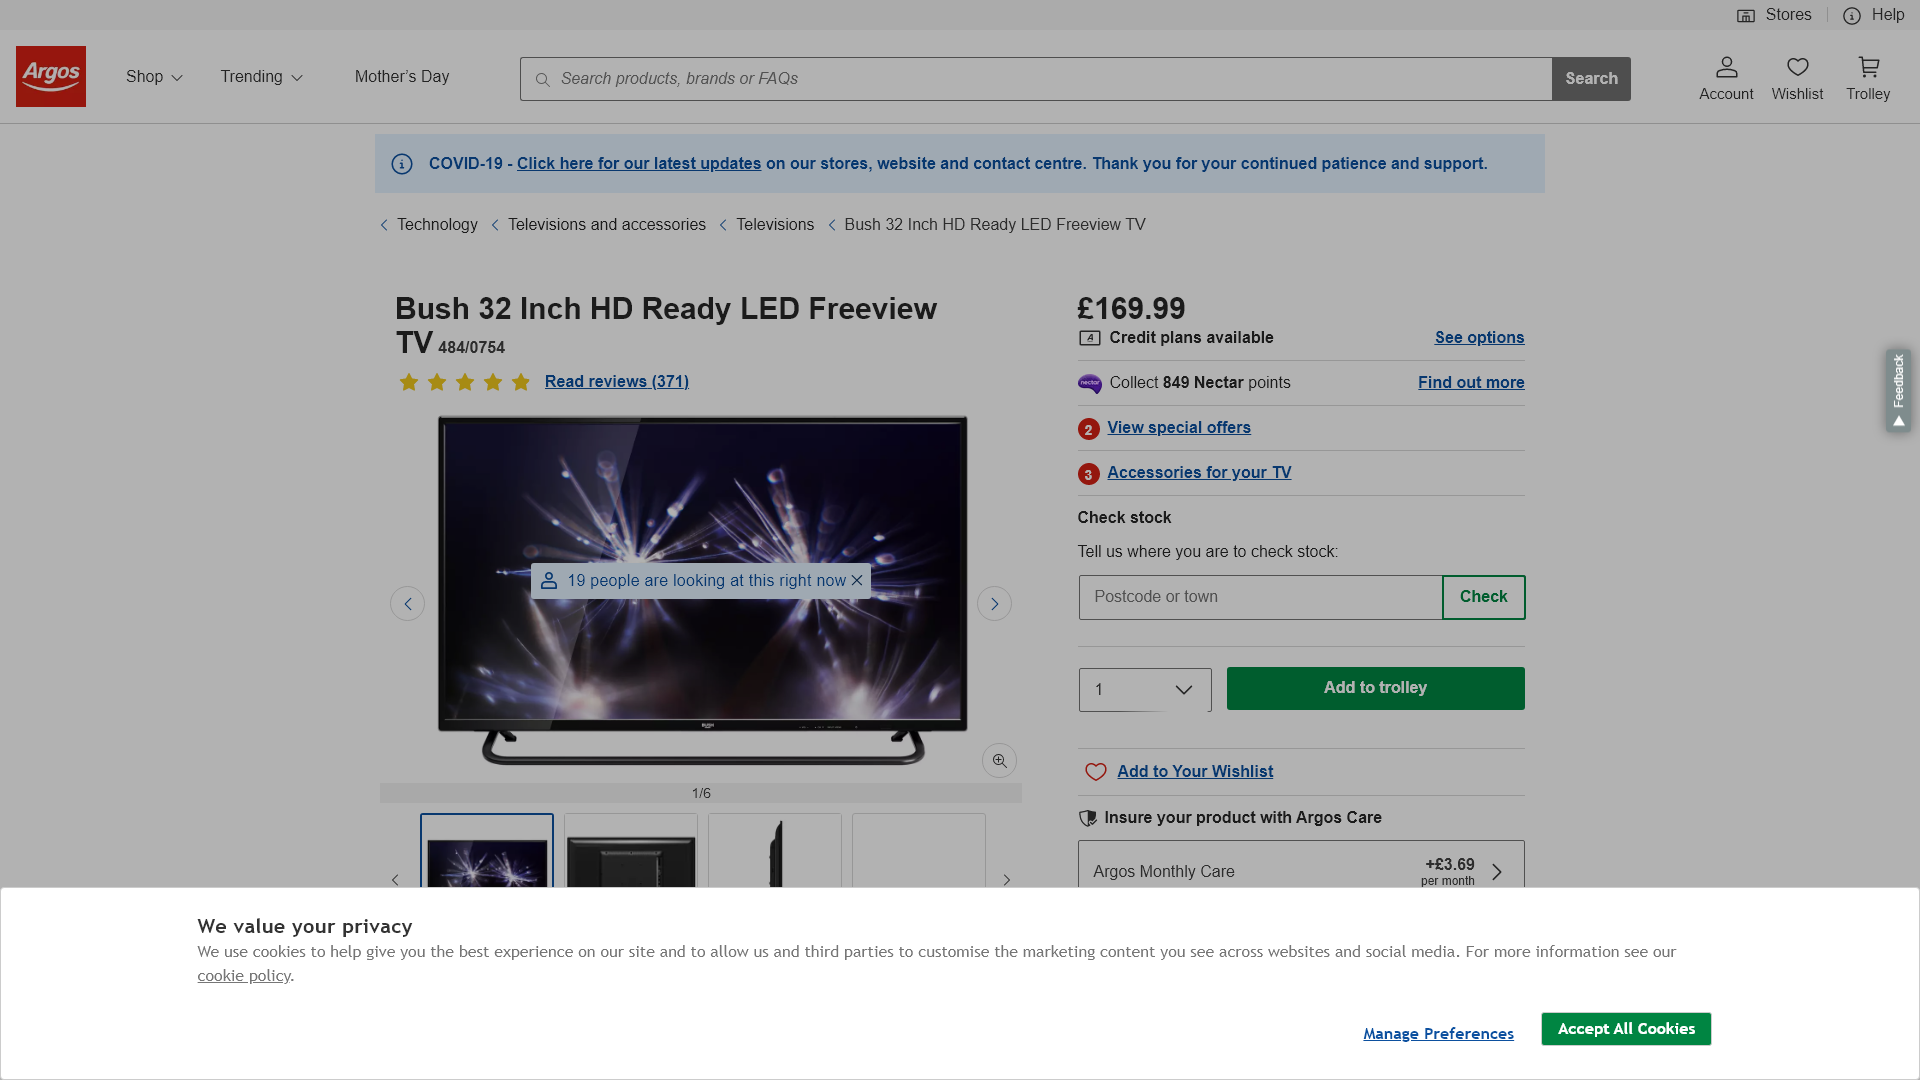 Stores
Help
Argos
Shop
Trending
Mother's Day
Search products, brands or FAQs
Search
Account
Wishlist
Trolley
COVID-19 - Click here for our latest updates on our stores, website and contact centre. Thank you for your continued patience and support.
Technology
Televisions and accessories
Televisions
Bush 32 Inch HD Ready LED Freeview TV
Bush 32 Inch HD Ready LED Freeview
TV 484/0754
Read reviews (371)
19 people are looking at this right now
BUSH
1/6
£169.99
Credit plans available
See options
nectar
Collect 849 Nectar points
Find out more
2 View special offers
3 Accessories for your TV
Check stock
Tell us where you are to check stock:
Postcode or town
Check
1
Add to trolley
Add to Your Wishlist
Insure your product with Argos Care
Argos Monthly Care
+£3.69
per month
Feedback
We value your privacy
We use cookies to help give you the best experience on our site and to allow us and third parties to customise the marketing content you see across websites and social media. For more information see our
cookie policy.
Manage Preferences
Accept All Cookies